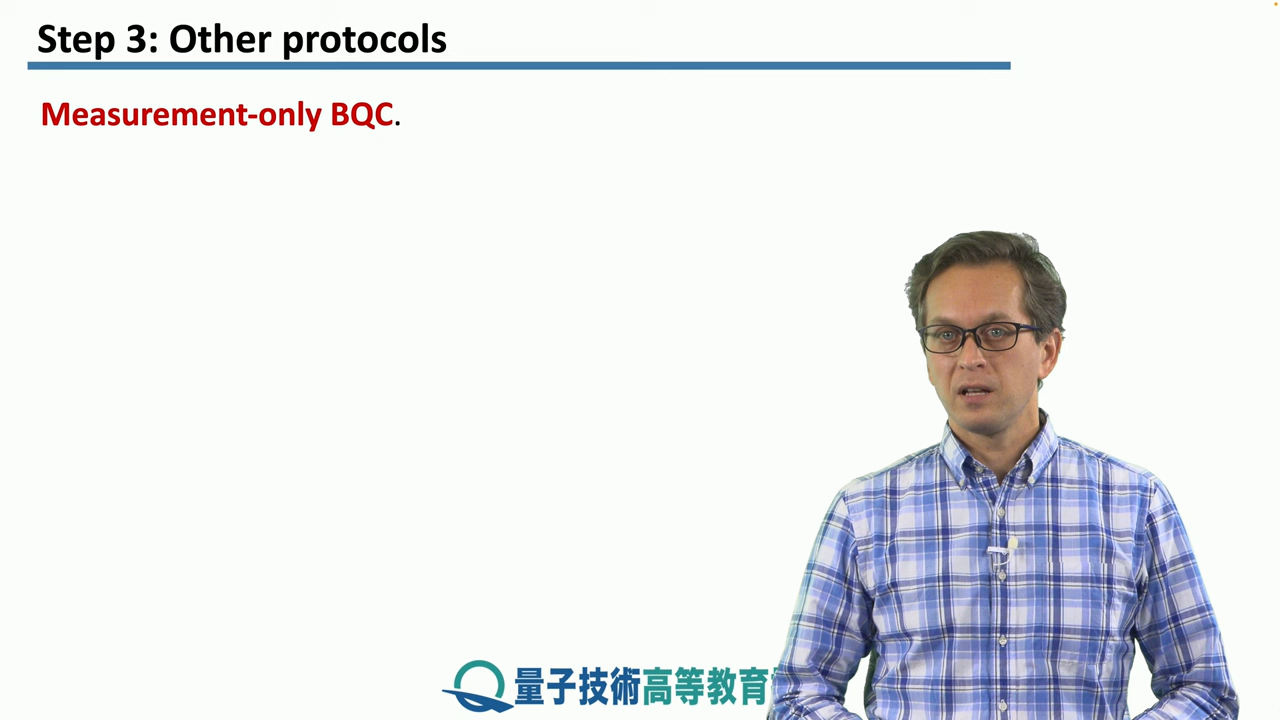 Step 3: Other protocols
Measurement-only BQC.
量子技術高等教育